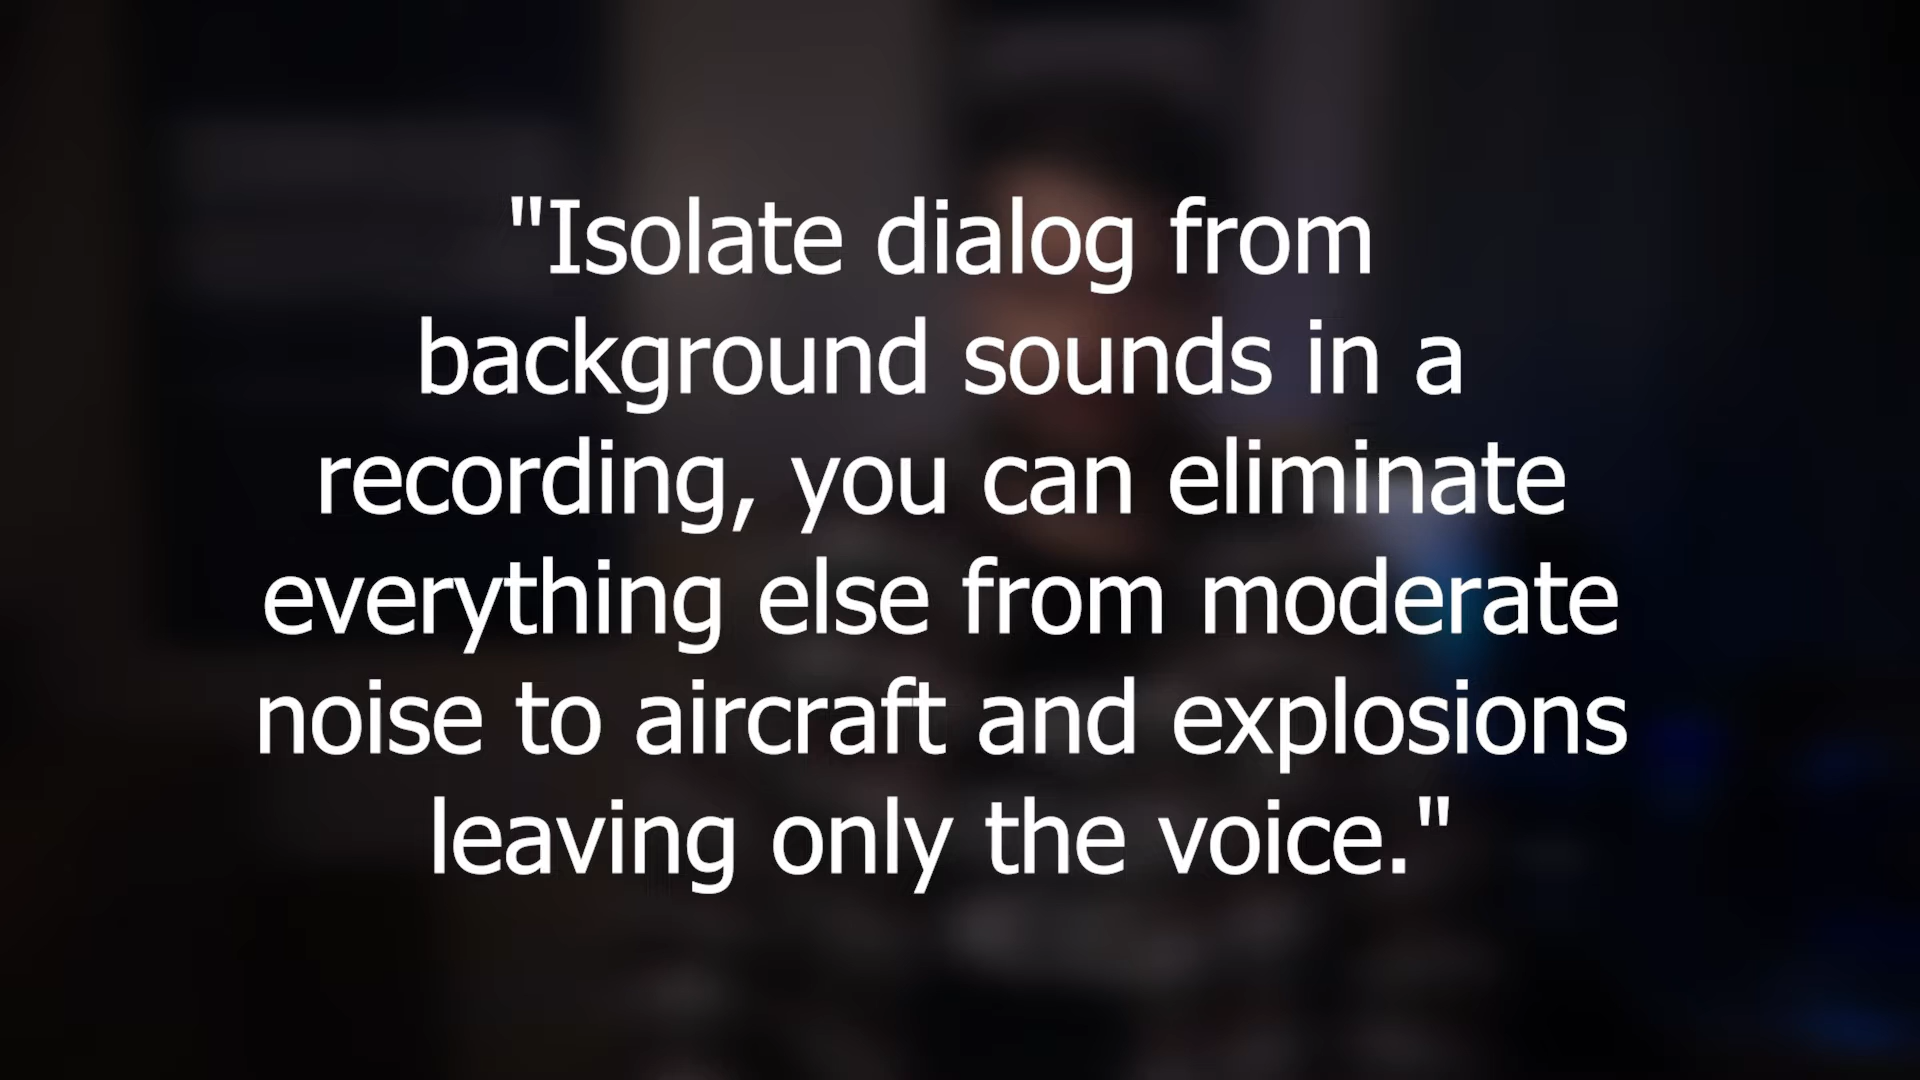 "Isolate dialog from
background sounds in a
recording, you can eliminate
everything else from moderate
noise to aircraft and explosions
leaving only the voice."